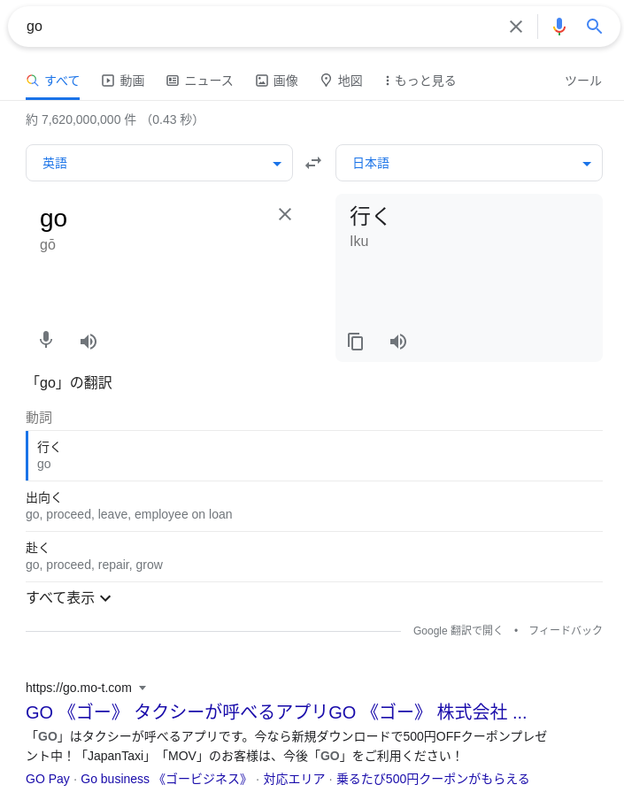 go
すべて 動画 ニュース 画像 地図 もっと見る ツール
約 7,620,000,000 件 （0.43 秒）
英語 日本語
go
gō
行く
Iku
「go」の翻訳
動詞
行く
go
出向く
go, proceed, leave, employee on loan
赴く
go, proceed, repair, grow
すべて表示
Google 翻訳で開く • フィードバック
https://go.mo-t.com
GO 《ゴー》 タクシーが呼べるアプリGO 《ゴー》 株式会社 ...
「GO」はタクシーが呼べるアプリです。今なら新規ダウンロードで500円OFFクーポンプレゼ
ント中！「JapanTaxi」「MOV」のお客様は、今後「GO」をご利用ください！
GO Pay · Go business 《ゴービジネス》 · 対応エリア · 乗るたび500円クーポンがもらえる